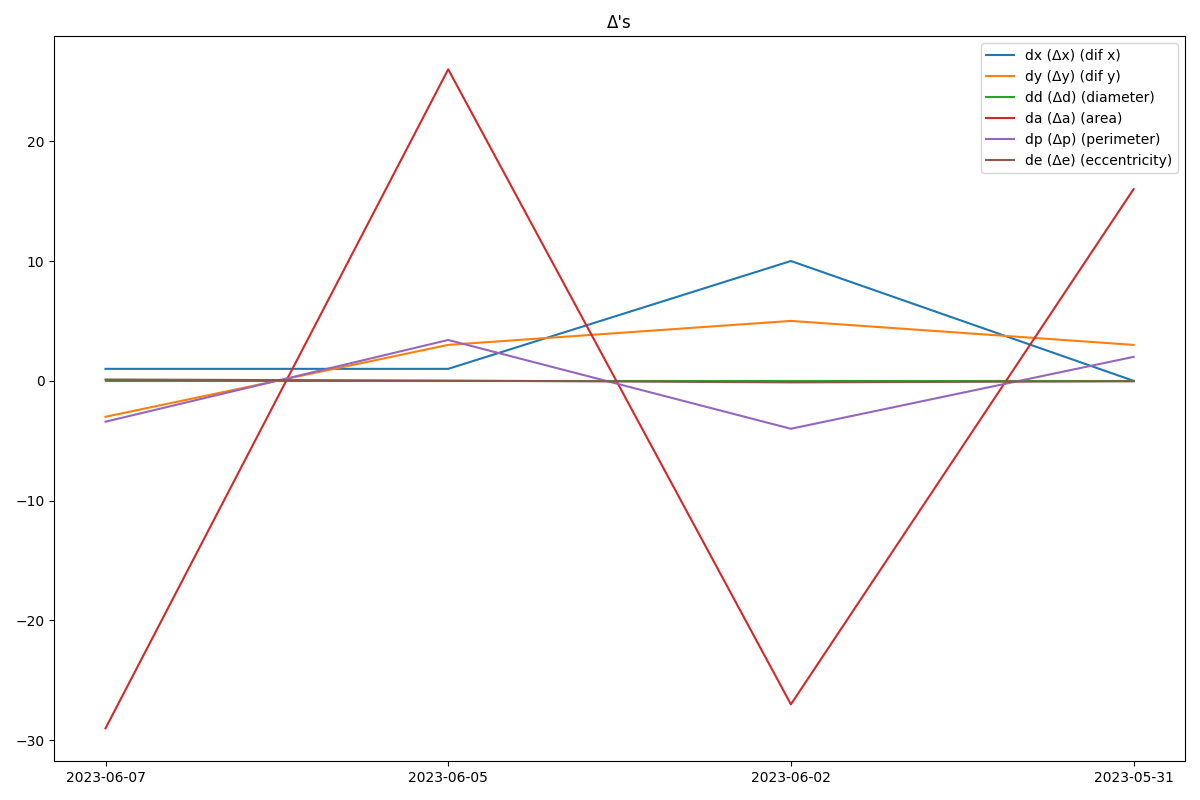 Δ's
dx (Δx) (dif x)
dy (Δy) (dif y)
dd (Δd) (diameter)
da (Δa) (area)
dp (Δp) (perimeter)
de (Δe) (eccentricity)
20
10
0
−10
−20
−30
2023-06-07 2023-06-05 2023-06-02 2023-05-31